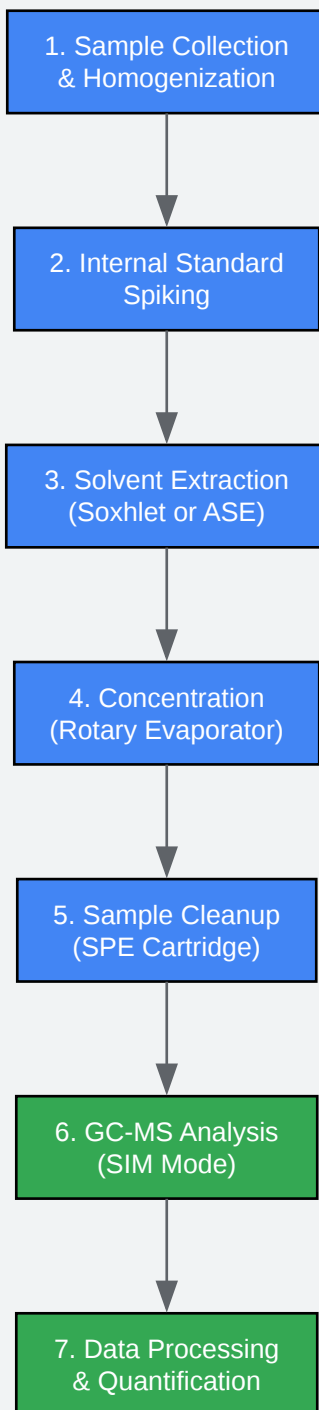 1. Sample Collection
& Homogenization
2. Internal Standard
Spiking
3. Solvent Extraction
(Soxhlet or ASE)
4. Concentration
(Rotary Evaporator)
5. Sample Cleanup
(SPE Cartridge)
6. GC-MS Analysis
(SIM Mode)
7. Data Processing
& Quantification